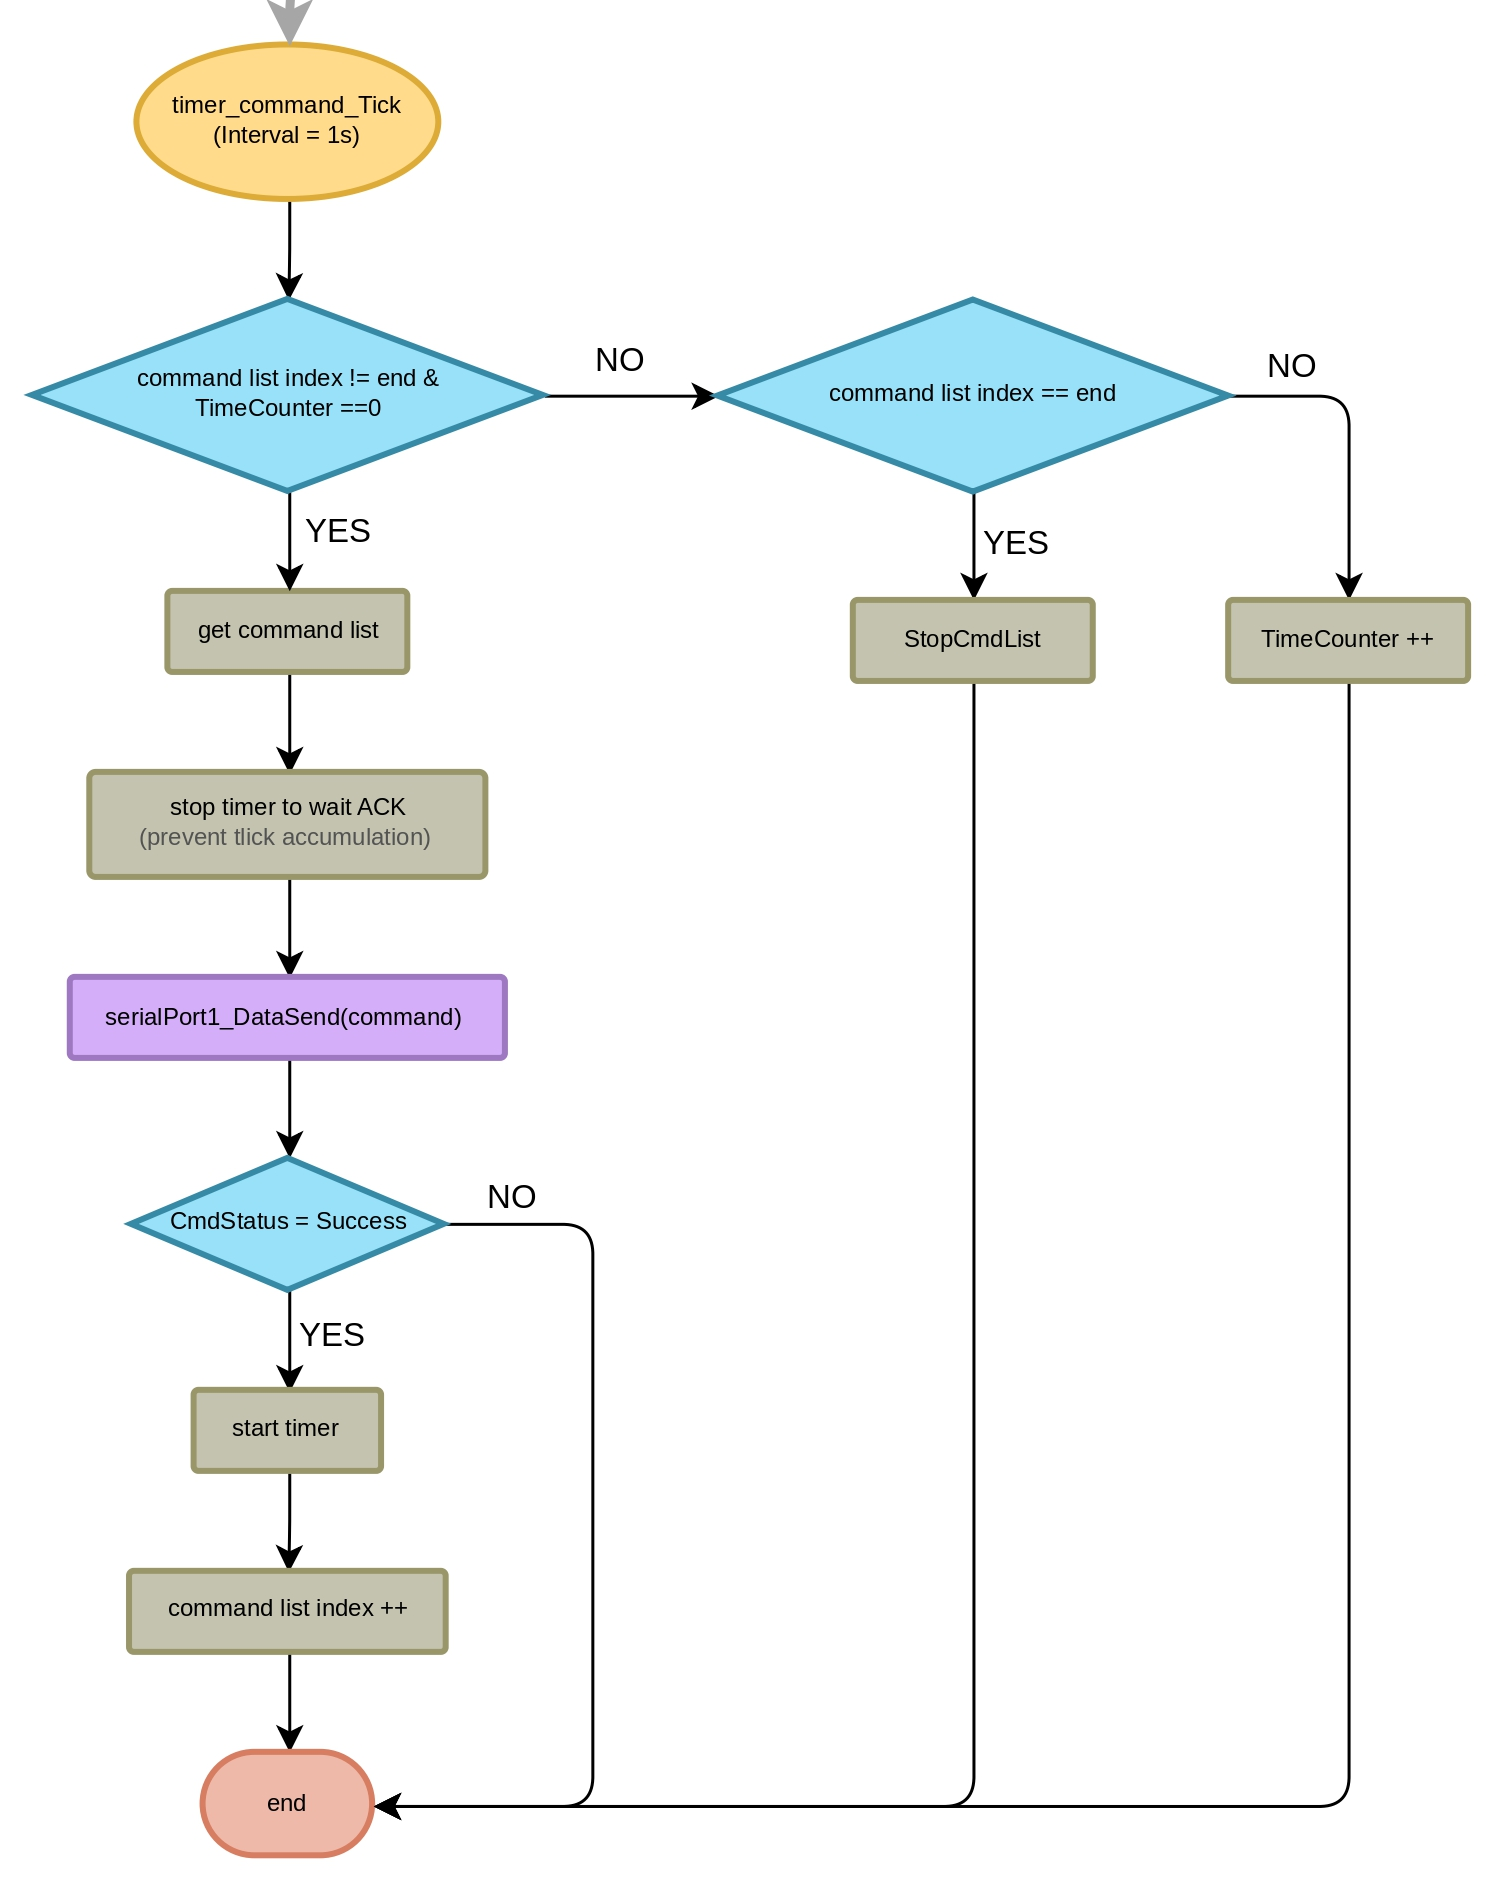 timer_command_Tick
(Interval = 1s)
command list index != end &
TimeCounter ==0
NO
command list index == end
NO
YES
YES
get command list
StopCmdList
TimeCounter ++
stop timer to wait ACK
(prevent tlick accumulation)
serialPort1_DataSend(command)
CmdStatus = Success
NO
YES
start timer
command list index ++
end